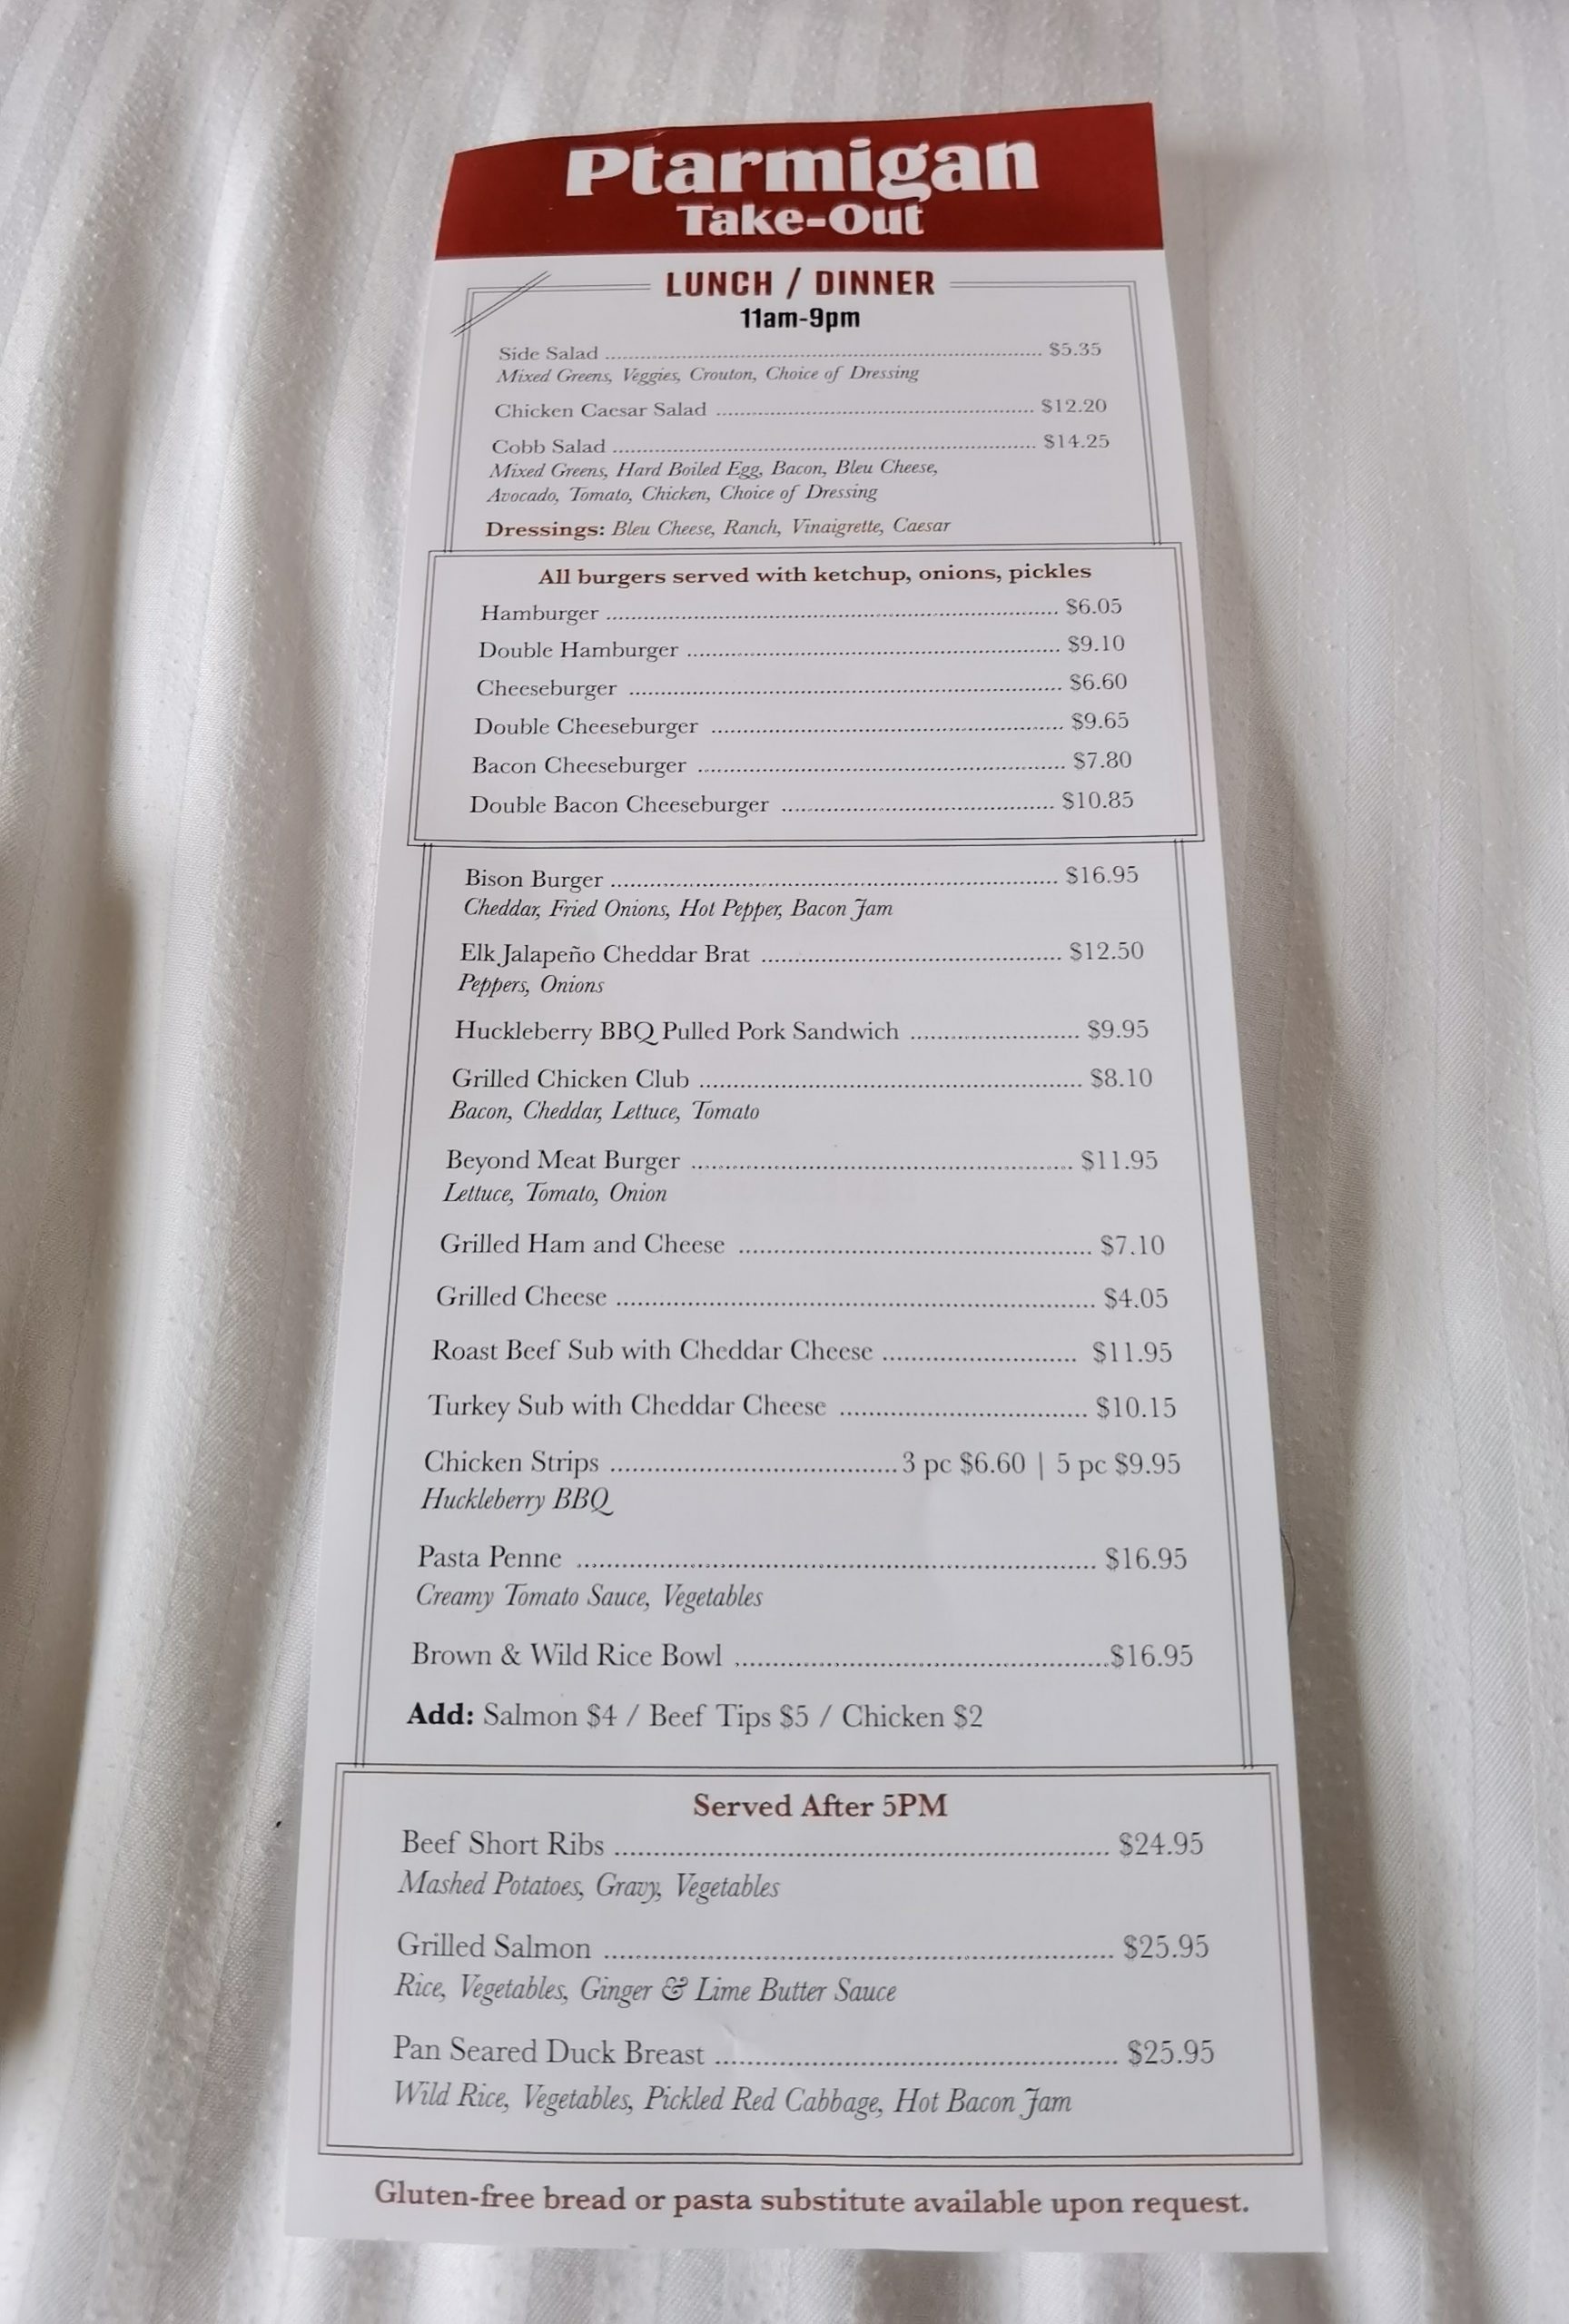 Ptarmigan
Take-Out
LUNCH / DINNER
11am-9pm
Side Salad ........ $5.35
Mixed Greens, Veggies, Crouton, Choice of Dressing
Chicken Caesar Salad ........ $12.20
Cobb Salad ........ $14.25
Mixed Greens, Hard Boiled Egg, Bacon, Bleu Cheese,
Avocado, Tomato, Chicken, Choice of Dressing
Dressings: Bleu Cheese, Ranch, Vinaigrette, Caesar
All burgers served with ketchup, onions, pickles
Hamburger ........ $6.05
Double Hamburger ........ $9.10
Cheeseburger ........ $6.60
Double Cheeseburger ........ $9.65
Bacon Cheeseburger ........ $7.80
Double Bacon Cheeseburger ........ $10.85
Bison Burger ........ $16.95
Cheddar, Fried Onions, Hot Pepper, Bacon Jam
Elk Jalapeño Cheddar Brat ........ $12.50
Peppers, Onions
Huckleberry BBQ Pulled Pork Sandwich ........ $9.95
Grilled Chicken Club ........ $8.10
Bacon, Cheddar, Lettuce, Tomato
Beyond Meat Burger ........ $11.95
Lettuce, Tomato, Onion
Grilled Ham and Cheese ........ $7.10
Grilled Cheese ........ $4.05
Roast Beef Sub with Cheddar Cheese ........ $11.95
Turkey Sub with Cheddar Cheese ........ $10.15
Chicken Strips ........ 3 pc $6.60 | 5 pc $9.95
Huckleberry BBQ
Pasta Penne ........ $16.95
Creamy Tomato Sauce, Vegetables
Brown & Wild Rice Bowl ........ $16.95
Add: Salmon $4 / Beef Tips $5 / Chicken $2
Served After 5PM
Beef Short Ribs ........ $24.95
Mashed Potatoes, Gravy, Vegetables
Grilled Salmon ........ $25.95
Rice, Vegetables, Ginger & Lime Butter Sauce
Pan Seared Duck Breast ........ $25.95
Wild Rice, Vegetables, Pickled Red Cabbage, Hot Bacon Jam
Gluten-free bread or pasta substitute available upon request.